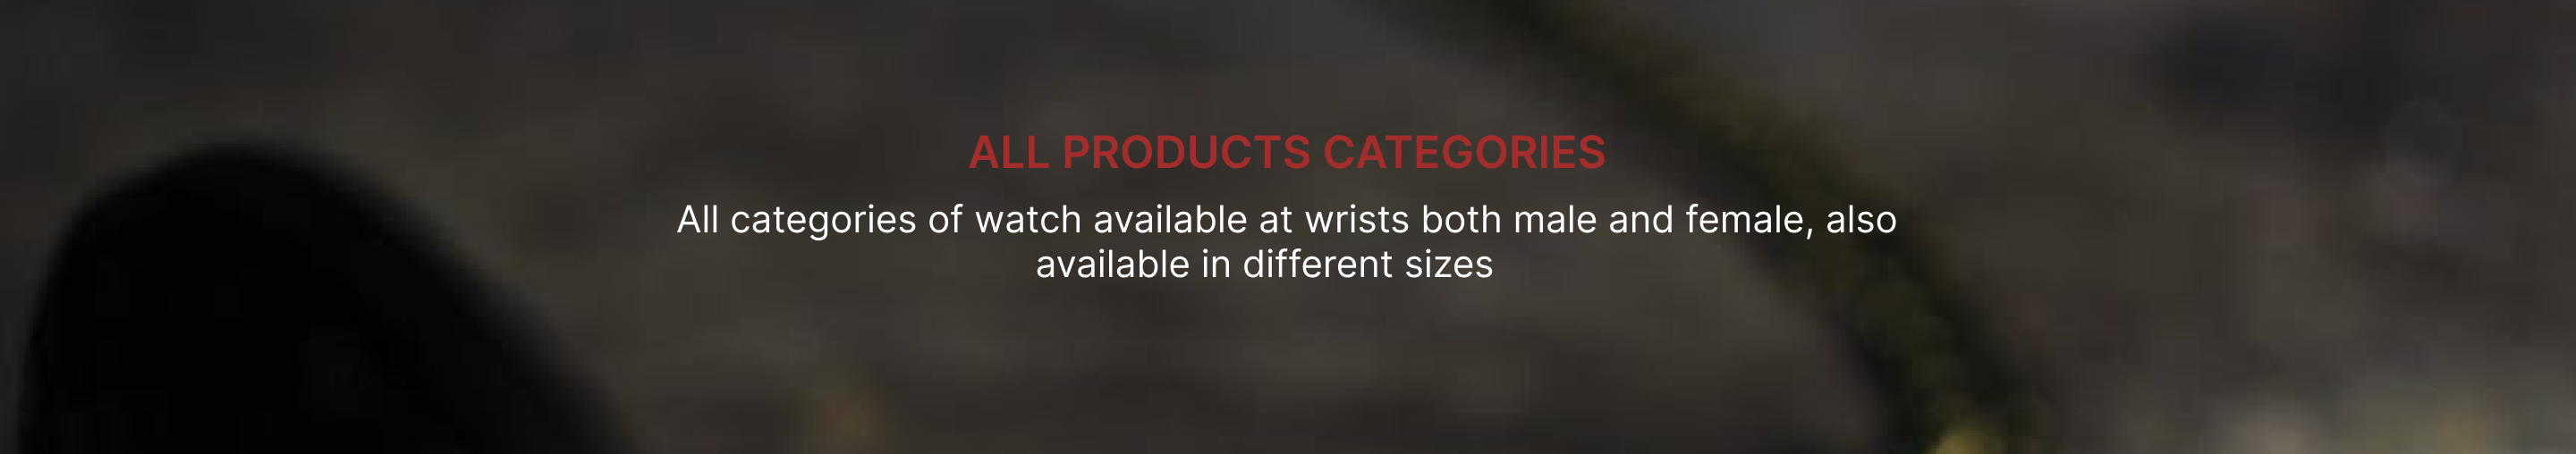 ALL PRODUCTS CATEGORIES
All categories of watch available at wrists both male and female, also
available in different sizes